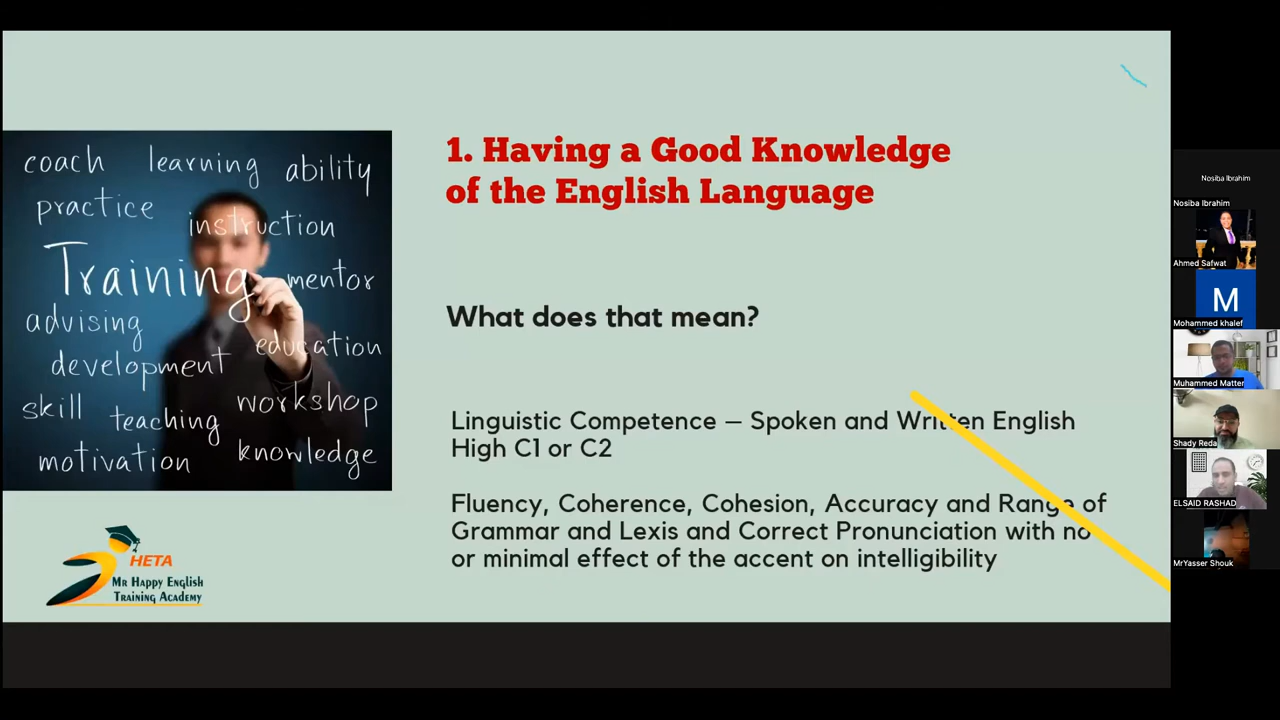 coach learning ability
practice instruction
Training mentor
advising education
development
skill teaching workshop
motivation knowledge
HETA
Mr Happy English
Training Academy
1. Having a Good Knowledge
of the English Language
What does that mean?
Linguistic Competence – Spoken and Written English
High C1 or C2
Fluency, Coherence, Cohesion, Accuracy and Range of
Grammar and Lexis and Correct Pronunciation with no
or minimal effect of the accent on intelligibility
Nosiba Ibrahim
Nosiba Ibrahim
Ahmed Safwat
M
Mohammed khalef
Muhammed Matter
Shady Reda
ELSAID RASHAD
MrYasser Shouk